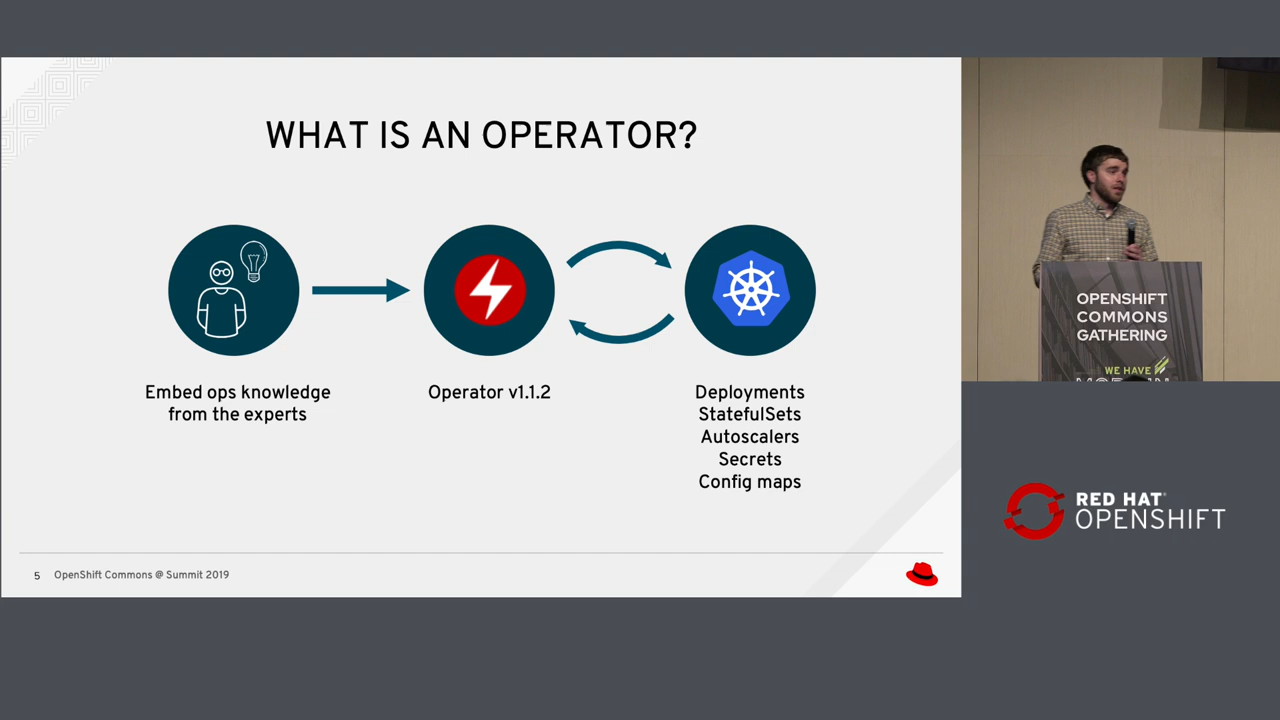 WHAT IS AN OPERATOR?
Embed ops knowledge
from the experts
Operator v1.1.2
Deployments
StatefulSets
Autoscalers
Secrets
Config maps
5 OpenShift Commons @ Summit 2019
OPENSHIFT
COMMONS
GATHERING
WE HAVE
RED HAT®
OPENSHIFT